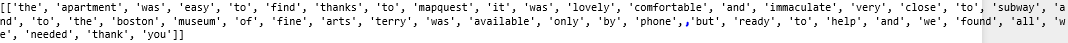 [['the', 'apartment', 'was', 'easy', 'to', 'find', 'thanks', 'to', 'mapquest', 'it', 'was', 'lovely', 'comfortable', 'and', 'immaculate', 'very', 'close', 'to', 'subway', 'a
nd', 'to', 'the', 'boston', 'museum', 'of', 'fine', 'arts', 'terry', 'was', 'available', 'only', 'by', 'phone',,'but', 'ready', 'to', 'help', 'and', 'we', 'found', 'all', 'w
e', 'needed', 'thank', 'you']]